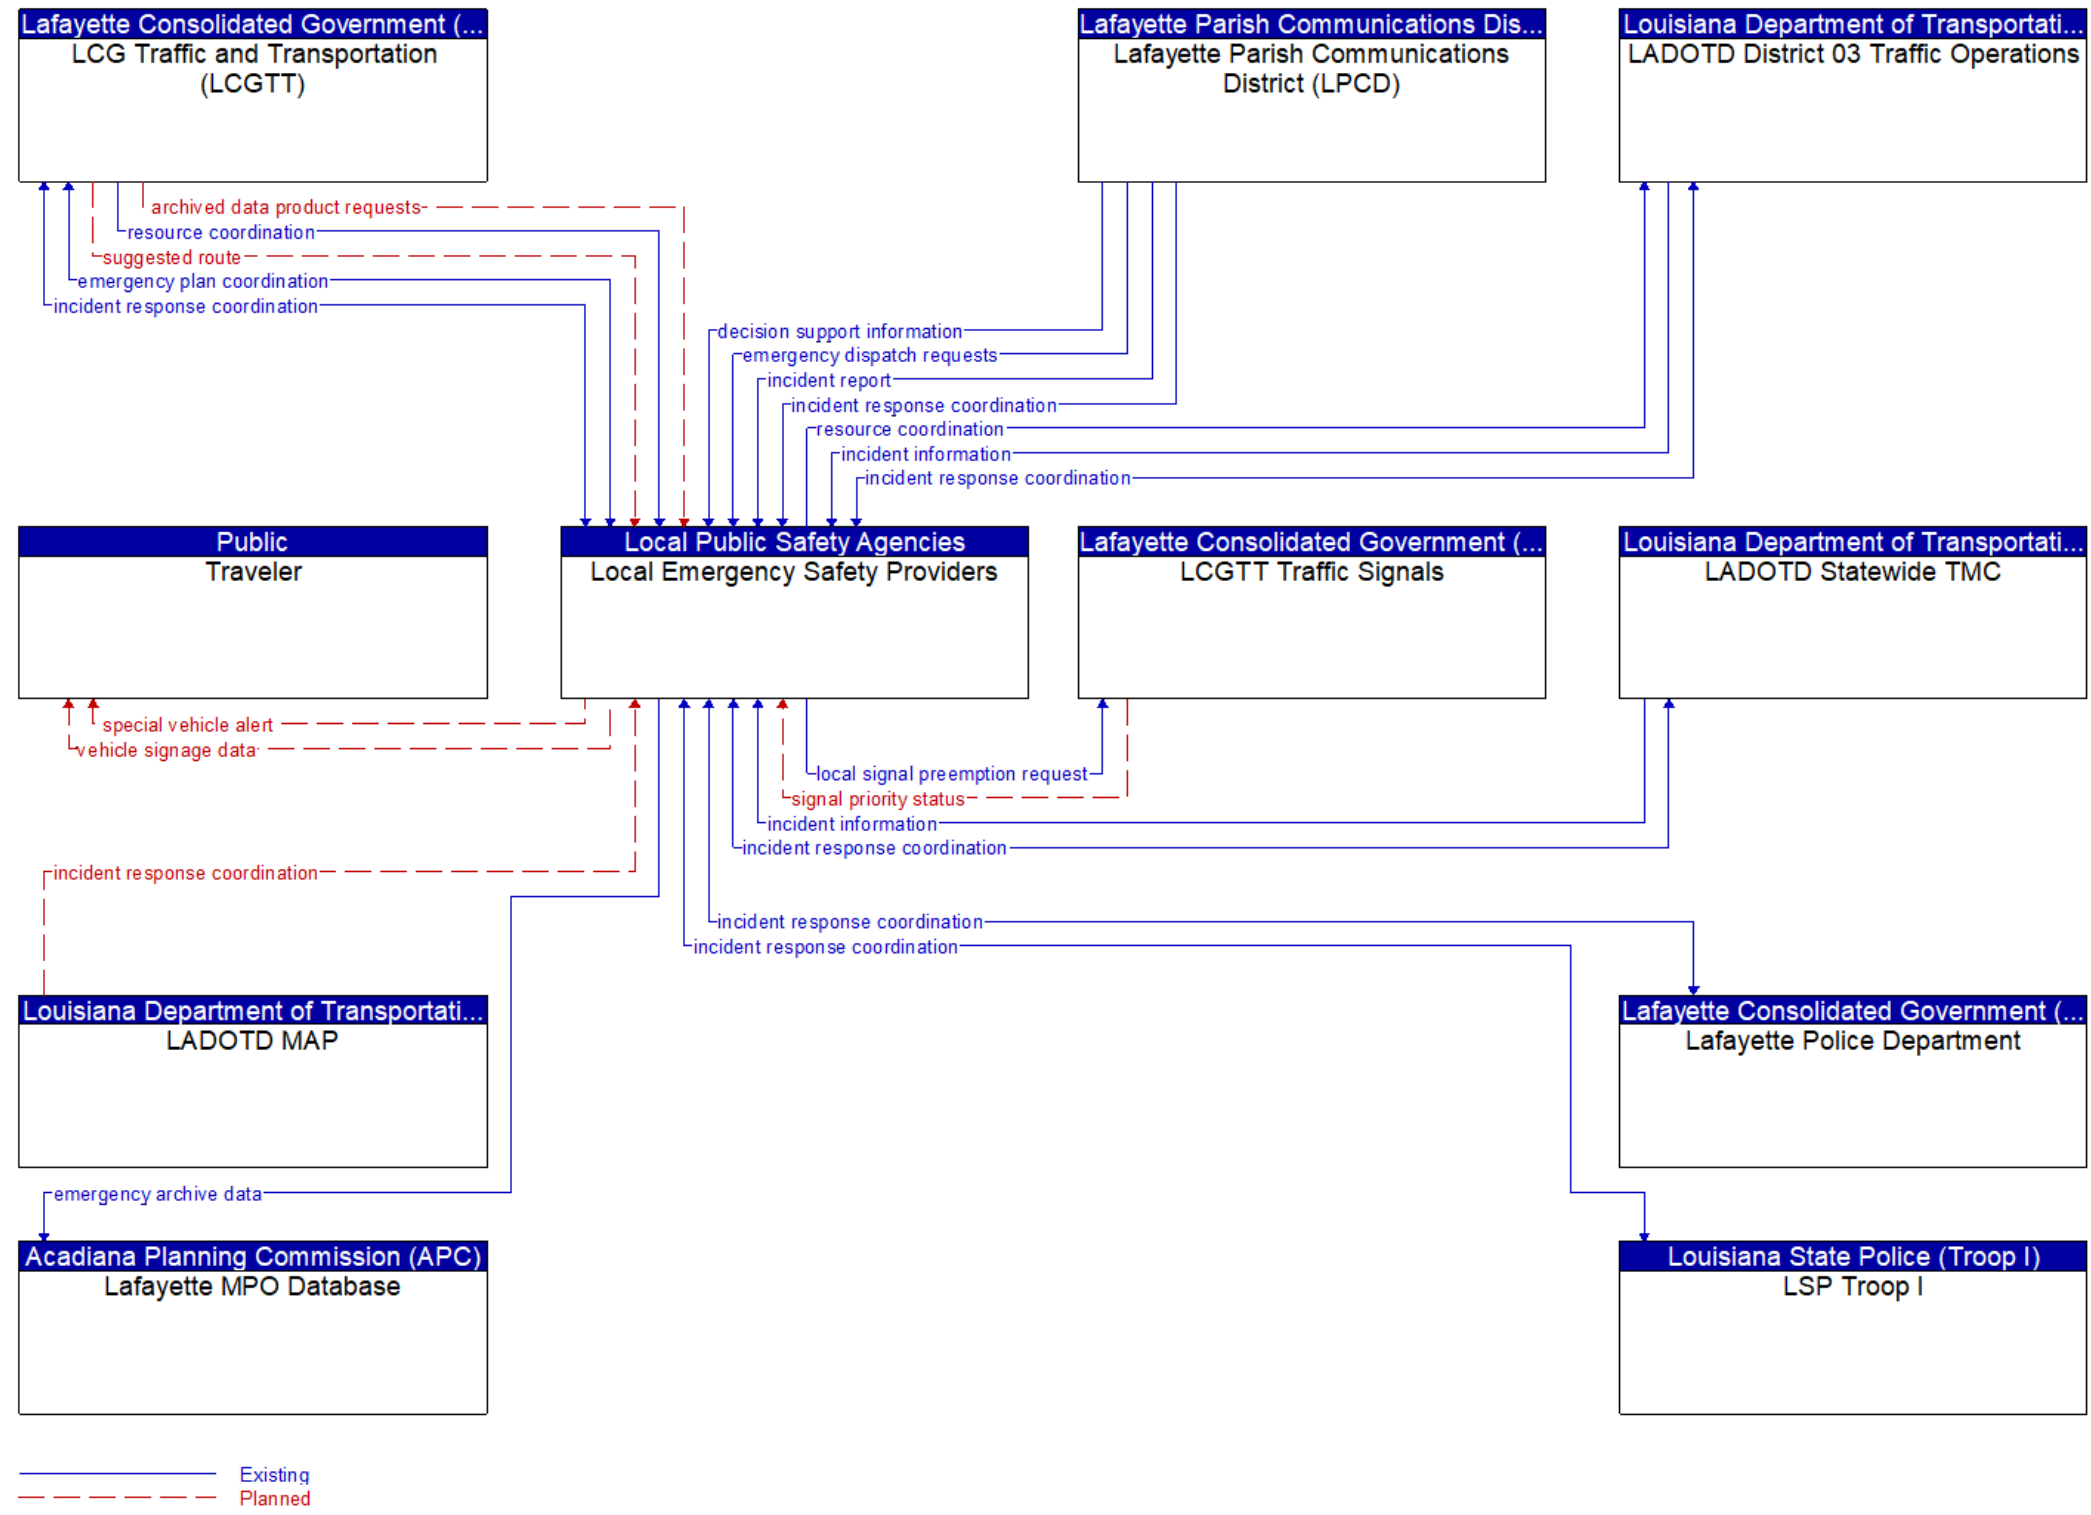 Lafayette Consolidated Government (...
LCG Traffic and Transportation
(LCGTT)
Lafayette Parish Communications Dis...
Lafayette Parish Communications
District (LPCD)
Louisiana Department of Transportati...
LADOTD District 03 Traffic Operations
archived data product requests
resource coordination
suggested route
emergency plan coordination
incident response coordination
decision support information
emergency dispatch requests
incident report
incident response coordination
resource coordination
incident information
incident response coordination
Public
Traveler
Local Public Safety Agencies
Local Emergency Safety Providers
Lafayette Consolidated Government (...
LCGTT Traffic Signals
Louisiana Department of Transportati...
LADOTD Statewide TMC
special vehicle alert
vehicle signage data
local signal preemption request
signal priority status
incident information
incident response coordination
incident response coordination
incident response coordination
incident response coordination
Louisiana Department of Transportati...
LADOTD MAP
Lafayette Consolidated Government (...
Lafayette Police Department
emergency archive data
Acadiana Planning Commission (APC)
Lafayette MPO Database
Louisiana State Police (Troop I)
LSP Troop I
Existing
Planned